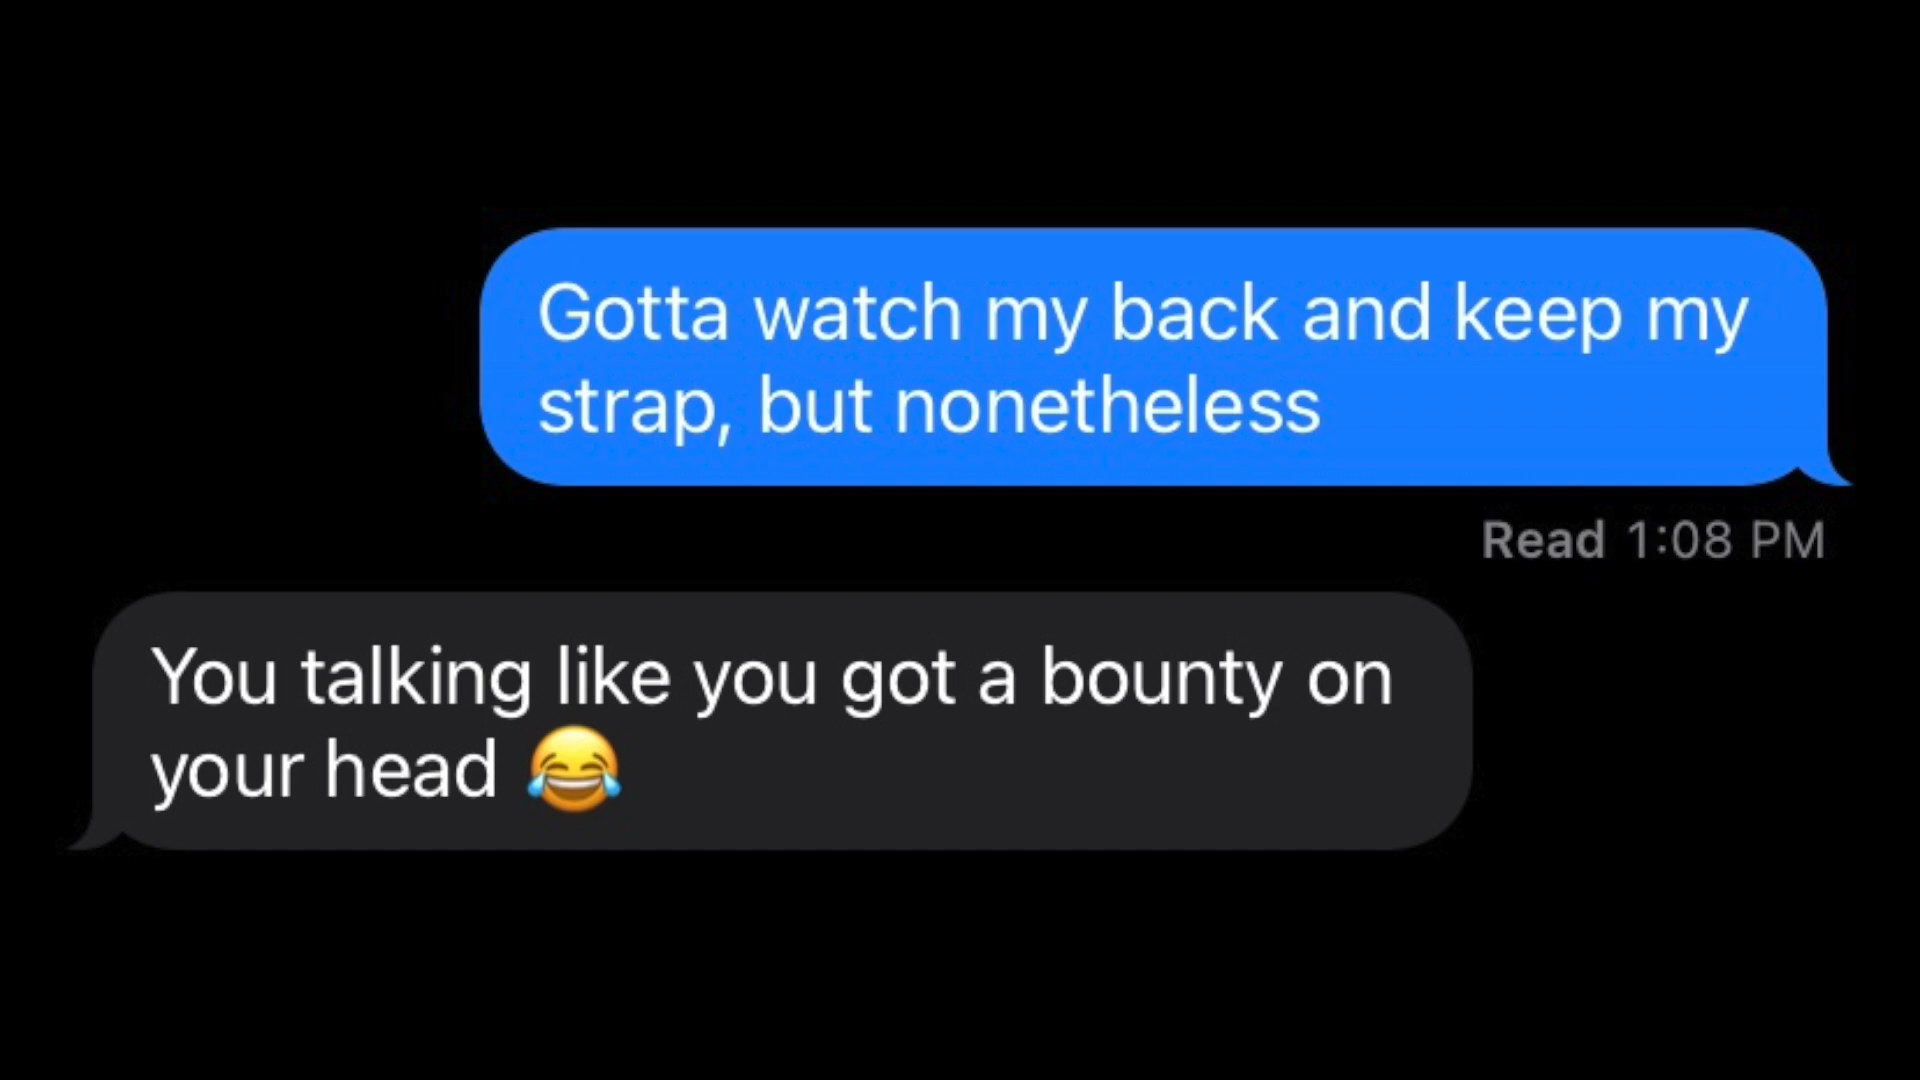 Gotta watch my back and keep my
strap, but nonetheless
Read 1:08 PM
You talking like you got a bounty on
your head 😂